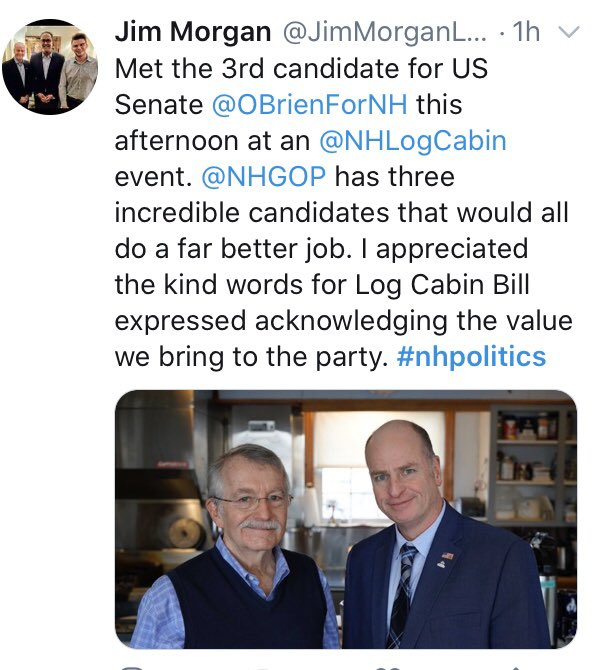 Jim Morgan @JimMorganL... · 1h
Met the 3rd candidate for US
Senate @OBrienForNH this
afternoon at an @NHLogCabin
event. @NHGOP has three
incredible candidates that would all
do a far better job. I appreciated
the kind words for Log Cabin Bill
expressed acknowledging the value
we bring to the party. #nhpolitics